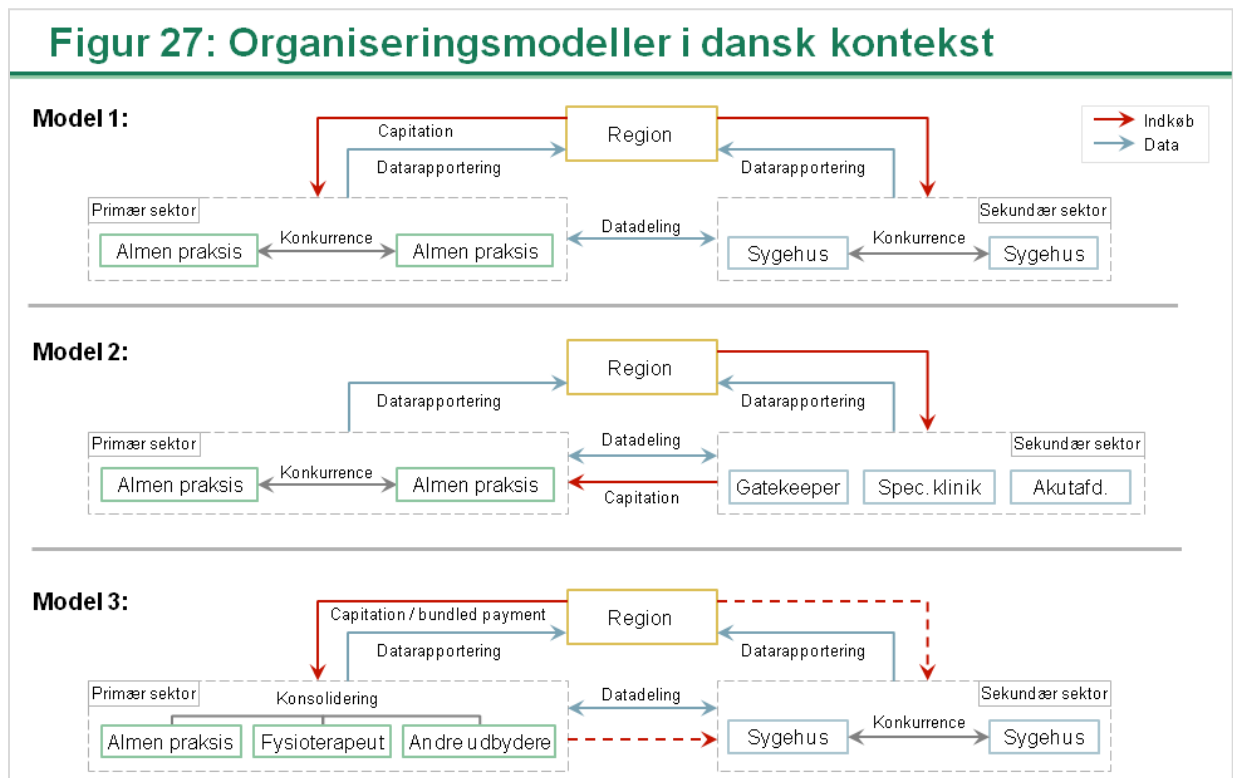 Figur 27: Organiseringsmodeller i dansk kontekst
Model 1:
Capitation
Region
Indkøb
Data
Datarapportering
Datarapportering
Primær sektor
Sekundær sektor
Datadeling
Almen praksis
Konkurrence
Almen praksis
Sygehus
Konkurrence
Sygehus
Model 2:
Region
Datarapportering
Datarapportering
Primær sektor
Sekundær sektor
Datadeling
Almen praksis
Konkurrence
Almen praksis
Capitation
Gatekeeper
Spec. klinik
Akutafd.
Model 3:
Capitation / bundled payment
Region
Datarapportering
Datarapportering
Primær sektor
Konsolidering
Datadeling
Sekundær sektor
Almen praksis
Fysioterapeut
Andre udbydere
Sygehus
Konkurrence
Sygehus